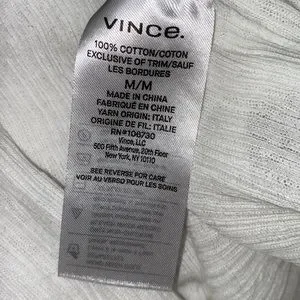 VINCE.
100% COTTON/COTON
EXCLUSIVE OF TRIM/SAUF
LES BORDURES
M/M
MADE IN CHINA
FABRIQUÉ EN CHINE
YARN ORIGIN: ITALY
ORIGINE DE FIL: ITALIE
RN#106730
Vince, LLC
500 Fifth Avenue, 20th Floor
New York, NY 10110
SEE REVERSE FOR CARE
VOIR AU VERSO POUR LES SOINS